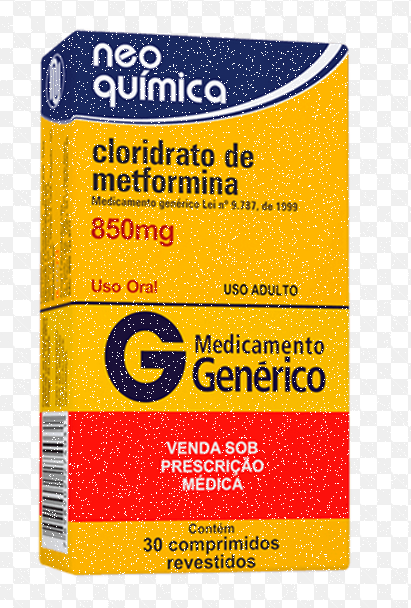 neo
química
cloridrato de
metformina
Medicamento genérico Lei nº 9.787, de 1999
850mg
Uso Oral
USO ADULTO
G Medicamento
Genérico
VENDA SOB
PRESCRIÇÃO
MÉDICA
Contém
30 comprimidos
revestidos